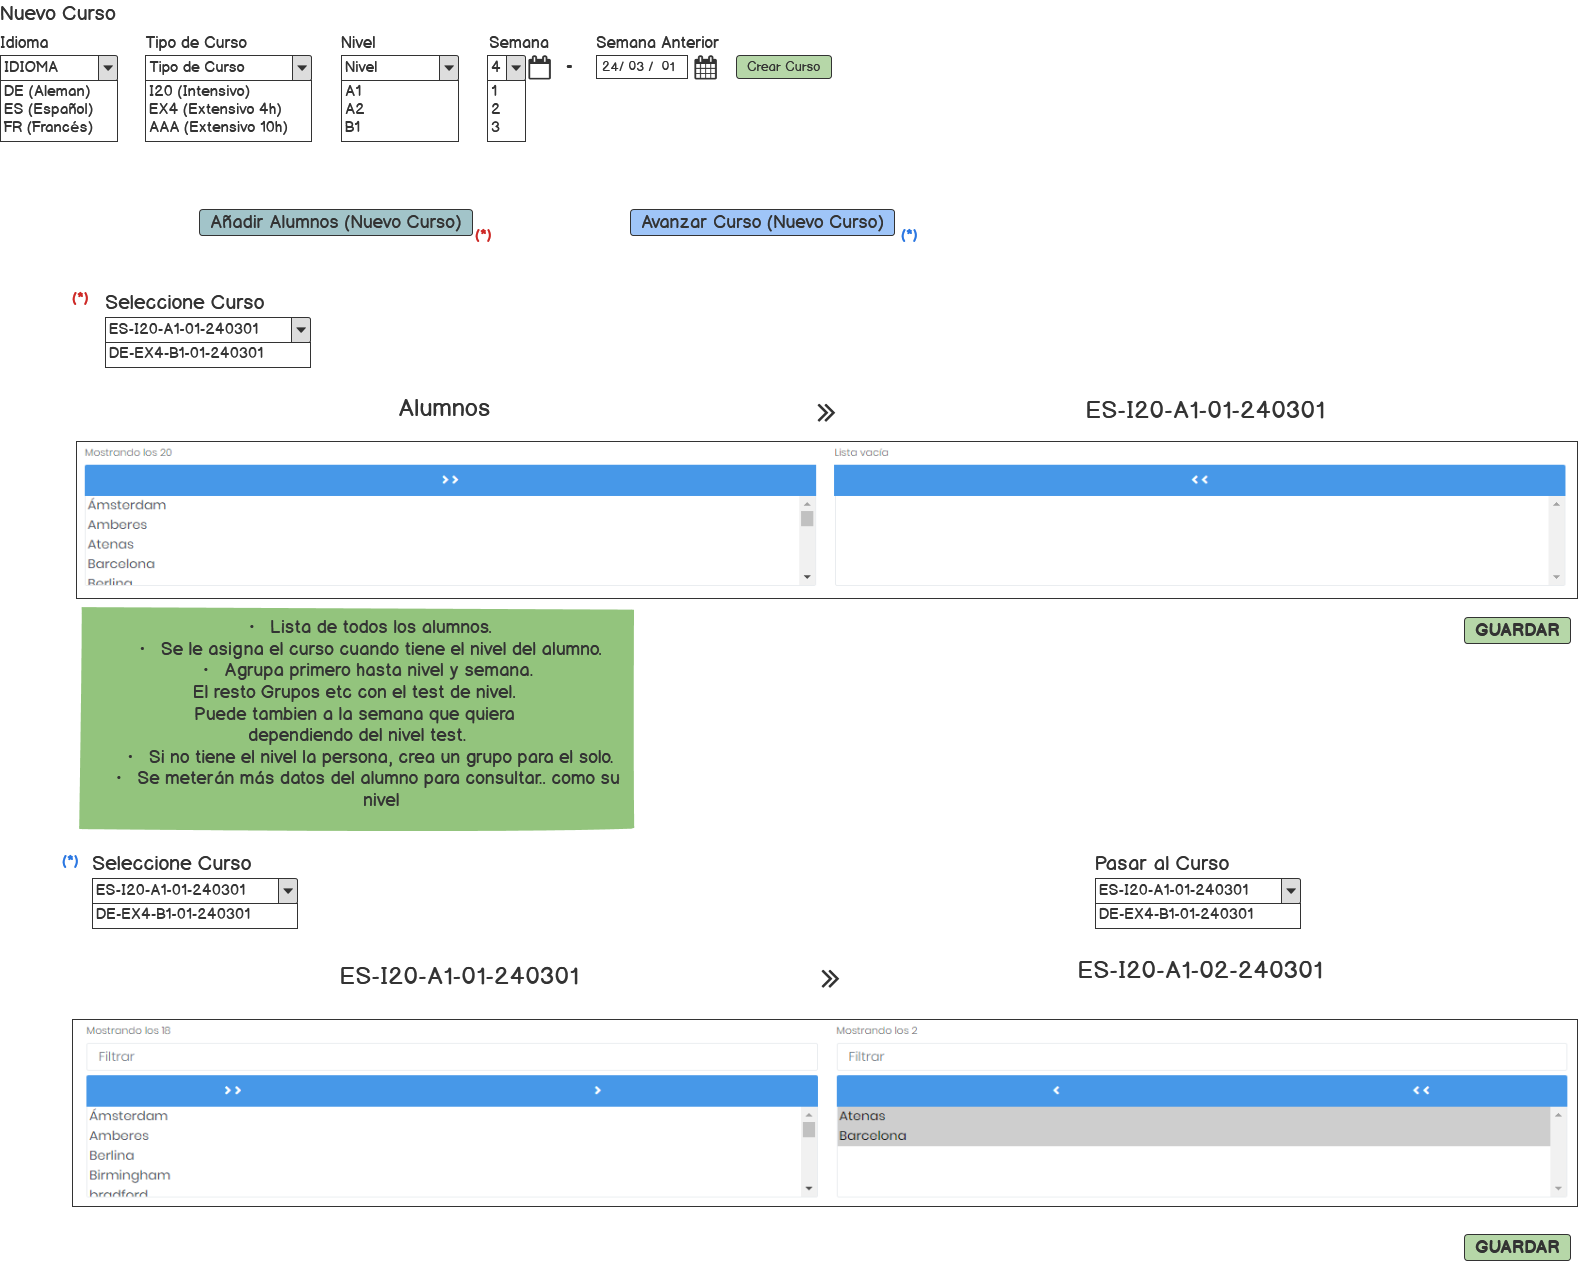 Nuevo Curso
Idioma Tipo de Curso Nivel Semana Semana Anterior
IDIOMA Tipo de Curso Nivel 4 - 24/ 03 / 01 Crear Curso
DE (Aleman) I20 (Intensivo) A1 1
ES (Español) EX4 (Extensivo 4h) A2 2
FR (Francés) AAA (Extensivo 10h) B1 3
Añadir Alumnos (Nuevo Curso) (*) Avanzar Curso (Nuevo Curso) (*)
(*) Seleccione Curso
ES-I20-A1-01-240301
DE-EX4-B1-01-240301
Alumnos » ES-I20-A1-01-240301
Mostrando los 20 Lista vacía
>> <<
Ámsterdam
Amberes
Atenas
Barcelona
Berlina
GUARDAR
• Lista de todos los alumnos.
• Se le asigna el curso cuando tiene el nivel del alumno.
• Agrupa primero hasta nivel y semana.
El resto Grupos etc con el test de nivel.
Puede tambien a la semana que quiera
dependiendo del nivel test.
• Si no tiene el nivel la persona, crea un grupo para el solo.
• Se meterán más datos del alumno para consultar.. como su
nivel
(*) Seleccione Curso Pasar al Curso
ES-I20-A1-01-240301 ES-I20-A1-01-240301
DE-EX4-B1-01-240301 DE-EX4-B1-01-240301
ES-I20-A1-01-240301 » ES-I20-A1-02-240301
Mostrando los 18 Mostrando los 2
Filtrar Filtrar
>> > < <<
Ámsterdam Atenas
Amberes Barcelona
Berlina
Birmingham
bradford
GUARDAR